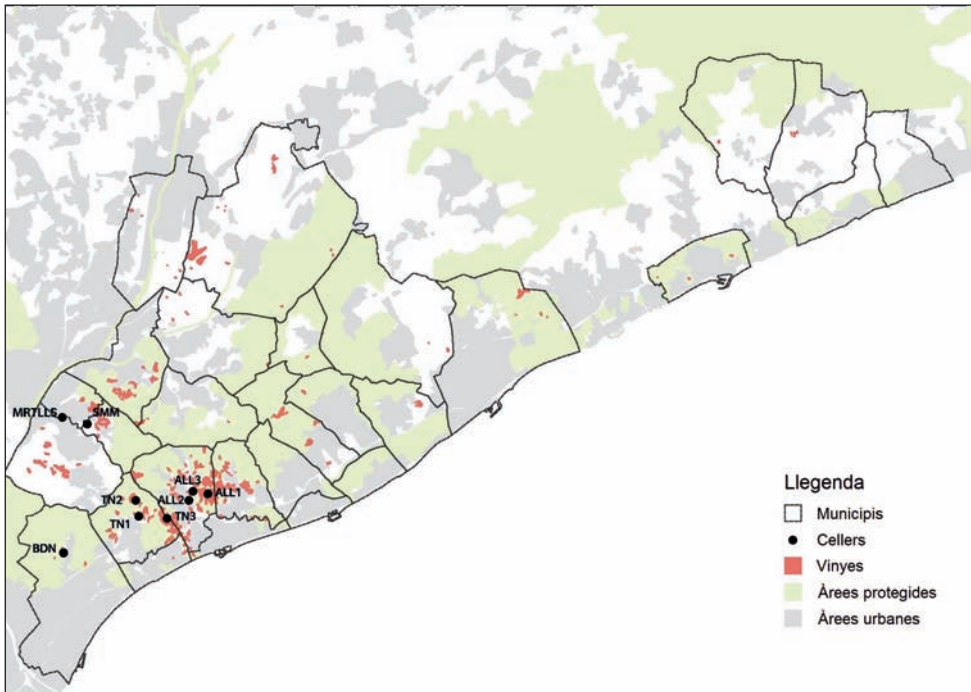 MRTLLS
SMM
ALL3
TN2
ALL2
ALL1
TN1
TN3
BDN
Llegenda
Municipis
Cellers
Vinyes
Àrees protegides
Àrees urbanes